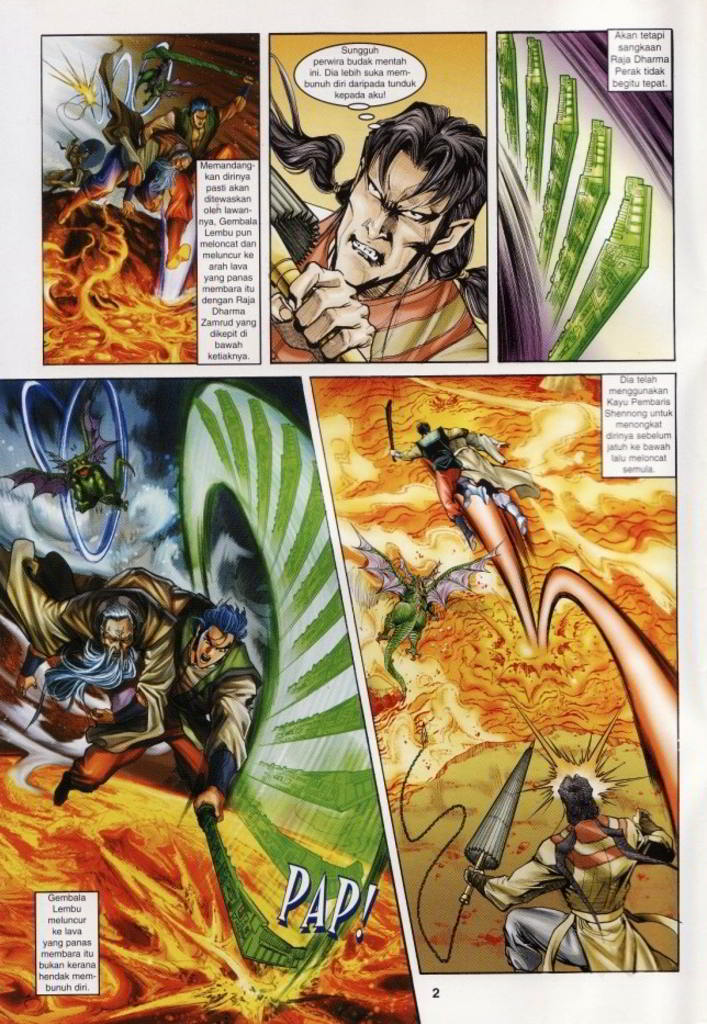 Memandang-
kan dirinya
pasti akan
ditewaskan
oleh lawan-
nya, Gembala
Lembu pun
meloncat dan
meluncur ke
arah lava
yang panas
membara itu
dengan Raja
Dharma
Zamrud yang
dikepit di
bawah
ketiaknya.
Sungguh
perwira budak mentah
ini. Dia lebih suka mem-
bunuh diri daripada tunduk
kepada aku!
Akan tetapi
sangkaan
Raja Dharma
Perak tidak
begitu tepat.
Gembala
Lembu
meluncur
ke lava
yang panas
membara itu
bukan kerana
hendak mem-
bunuh diri.
PAP!
Dia telah
menggunakan
Kayu Pembaris
Shennong untuk
menongkat
dirinya sebelum
jatuh ke bawah
lalu meloncat
semula.
2